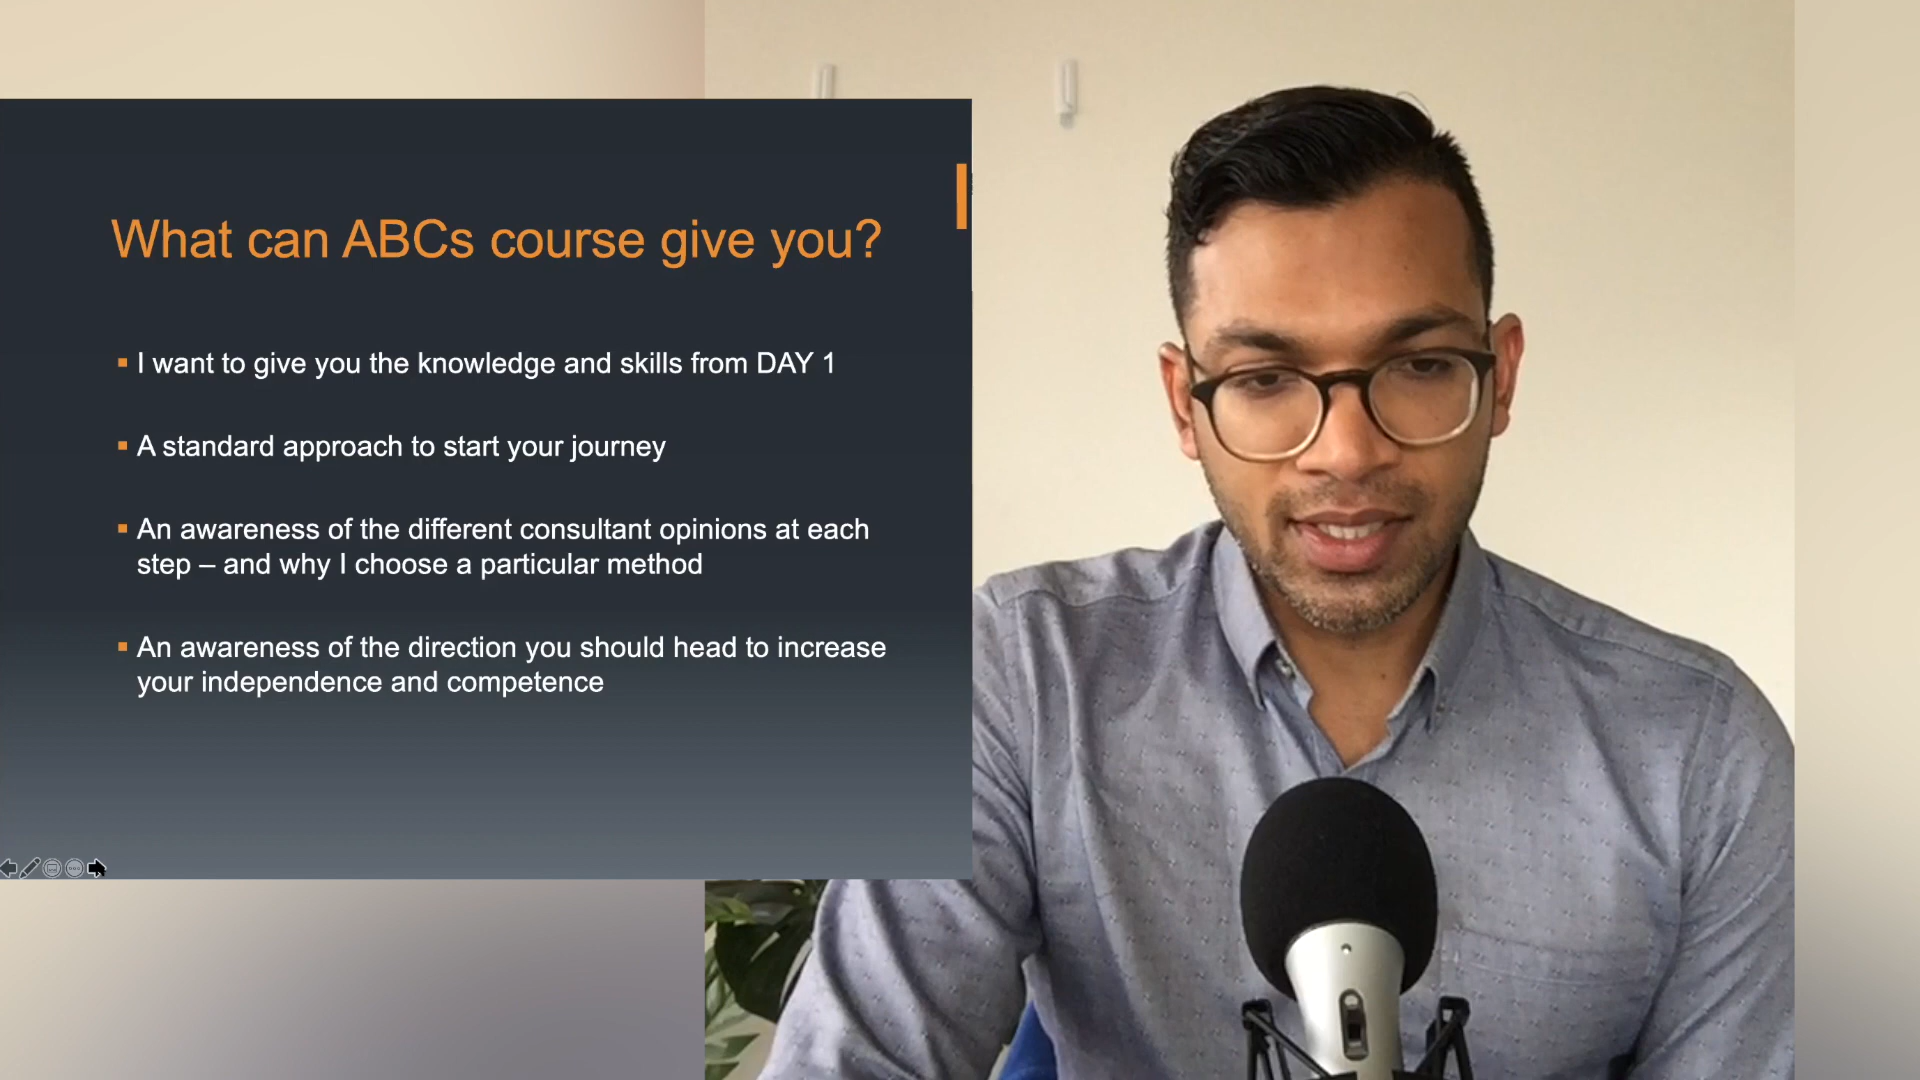 What can ABCs course give you?
I want to give you the knowledge and skills from DAY 1
A standard approach to start your journey
An awareness of the different consultant opinions at each
step – and why I choose a particular method
An awareness of the direction you should head to increase
your independence and competence